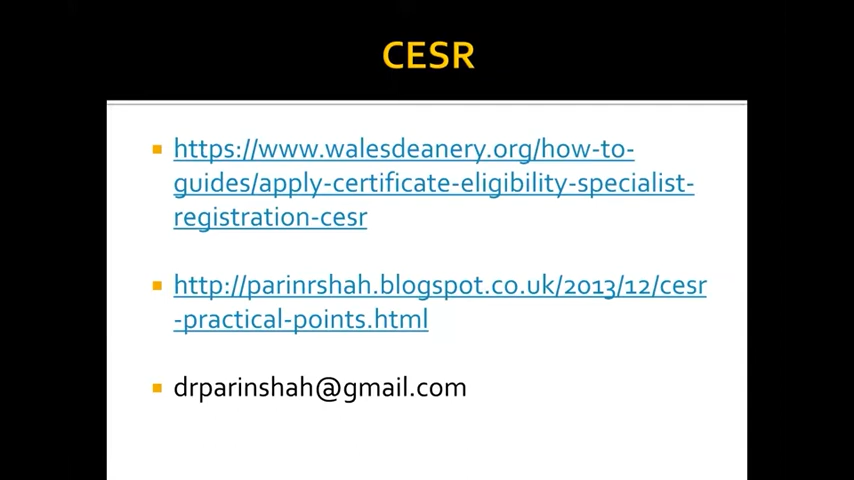 CESR
https://www.walesdeanery.org/how-to-
guides/apply-certificate-eligibility-specialist-
registration-cesr
http://parinrshah.blogspot.co.uk/2013/12/cesr
-practical-points.html
drparinshah@gmail.com